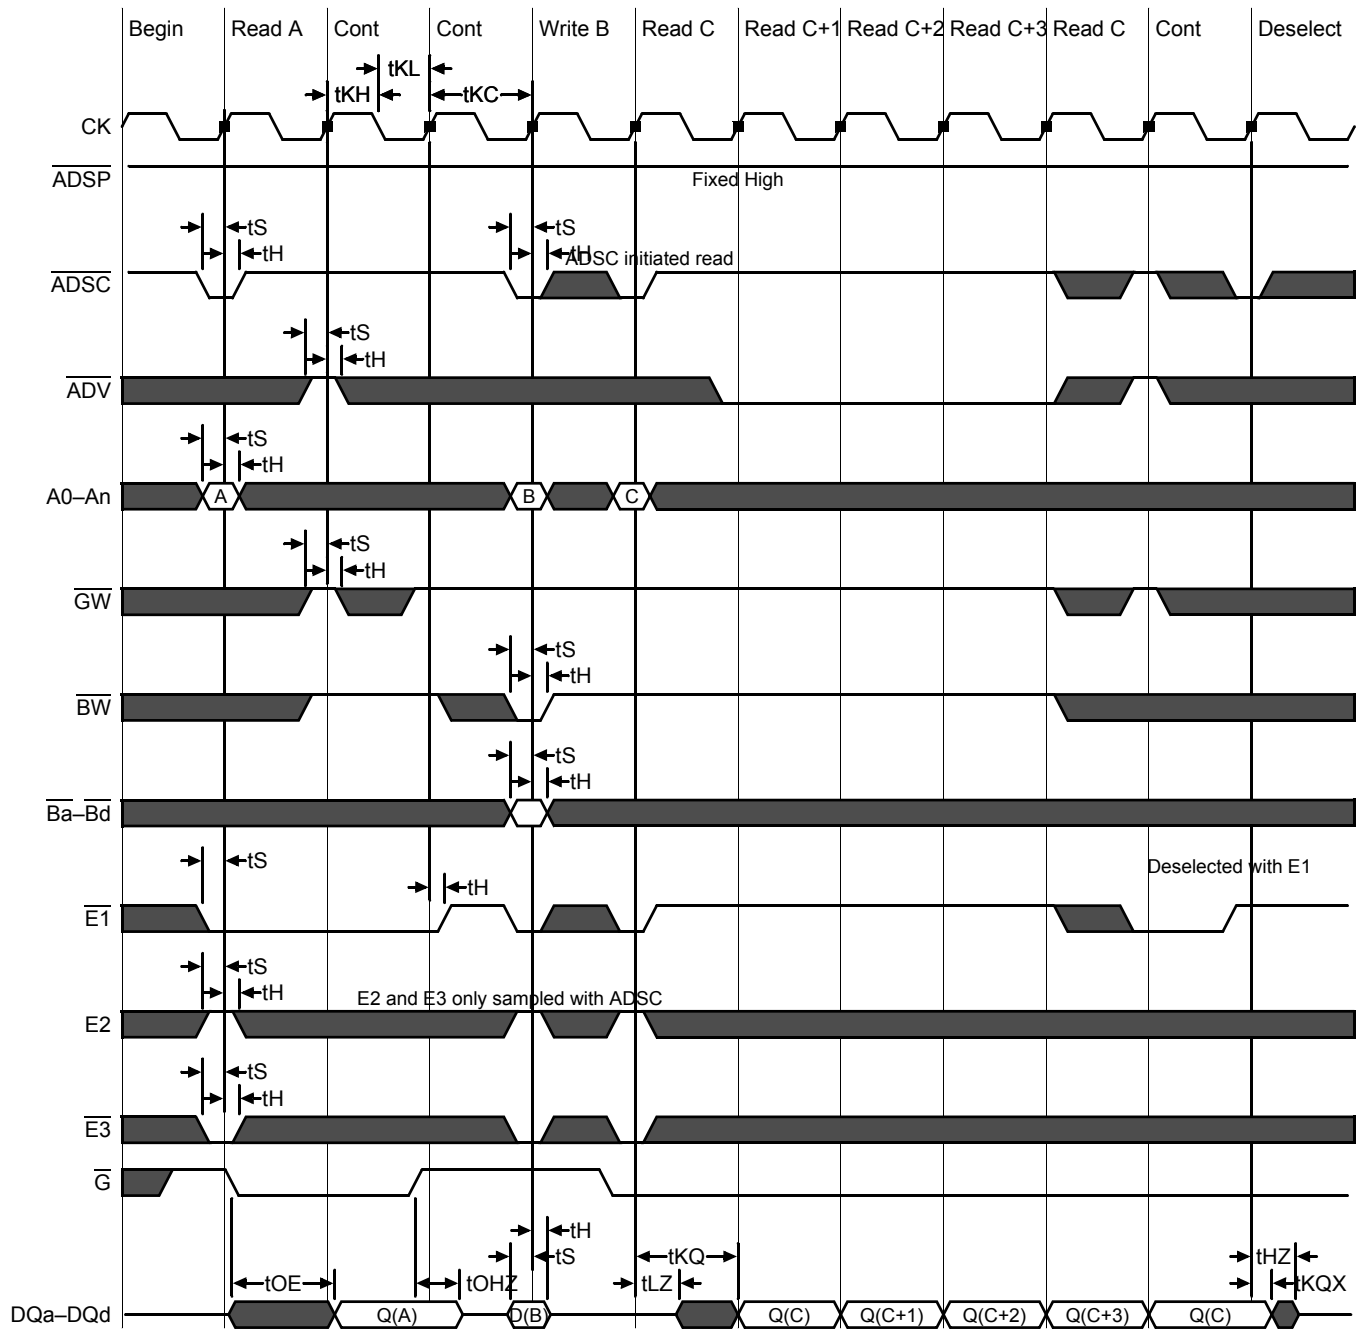 Begin Read A Cont Cont Write B Read C Read C+1 Read C+2 Read C+3 Read C Cont Deselect
tKL
tKH tKC
CK
ADSP
Fixed High
tS tS
tH tH
ADSC initiated read
ADSC
tS
tH
ADV
tS
tH
A0–An A B C
tS
tH
GW
tS
tH
BW
tS
tH
Ba–Bd
tS
Deselected with E1
tH
E1
tS
tH
E2 and E3 only sampled with ADSC
E2
tS
tH
E3
G
tH
tS tKQ tHZ
tOE tOHZ tLZ tKQX
DQa–DQd Q(A) D(B) Q(C) Q(C+1) Q(C+2) Q(C+3) Q(C)